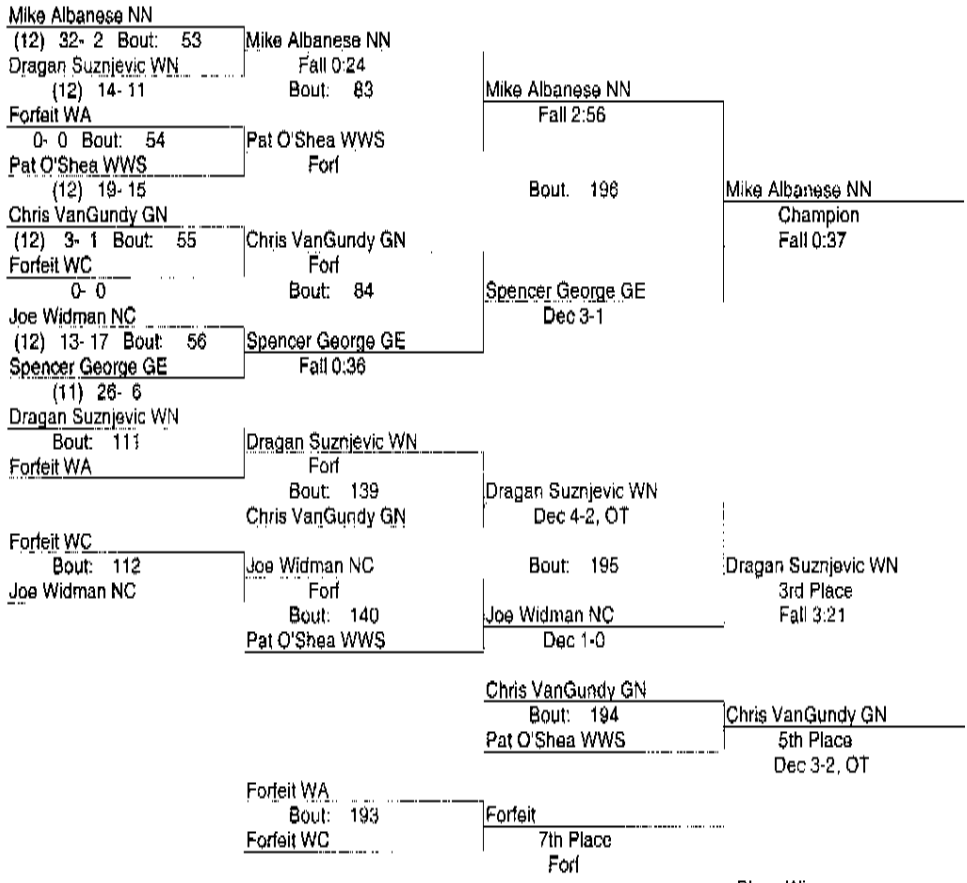 Mike Albanese NN
(12) 32- 2 Bout: 53
Mike Albanese NN
Dragan Suznjevic WN
Fall 0:24
(12) 14- 11
Bout: 83
Mike Albanese NN
Forfeit WA
Fall 2:56
0- 0 Bout: 54
Pat O'Shea WWS
Pat O'Shea WWS
Forf
(12) 19- 15
Bout. 196
Mike Albanese NN
Chris VanGundy GN
Champion
(12) 3- 1 Bout: 55
Chris VanGundy GN
Fall 0:37
Forfeit WC
Forf
0- 0
Bout: 84
Spencer George GE
Joe Widman NC
Dec 3-1
(12) 13- 17 Bout: 56
Spencer George GE
Spencer George GE
Fall 0:36
(11) 26- 6
Dragan Suznjevic WN
Bout: 111
Dragan Suznjevic WN
Forfeit WA
Forf
Bout: 139
Dragan Suznjevic WN
Chris VanGundy GN
Dec 4-2, OT
Forfeit WC
Bout: 112
Joe Widman NC
Bout: 195
Dragan Suznjevic WN
Joe Widman NC
Forf
3rd Place
Bout: 140
Joe Widman NC
Fall 3:21
Pat O'Shea WWS
Dec 1-0
Chris VanGundy GN
Bout: 194
Chris VanGundy GN
Pat O'Shea WWS
5th Place
Dec 3-2, OT
Forfeit WA
Bout: 193
Forfeit
Forfeit WC
7th Place
Forf